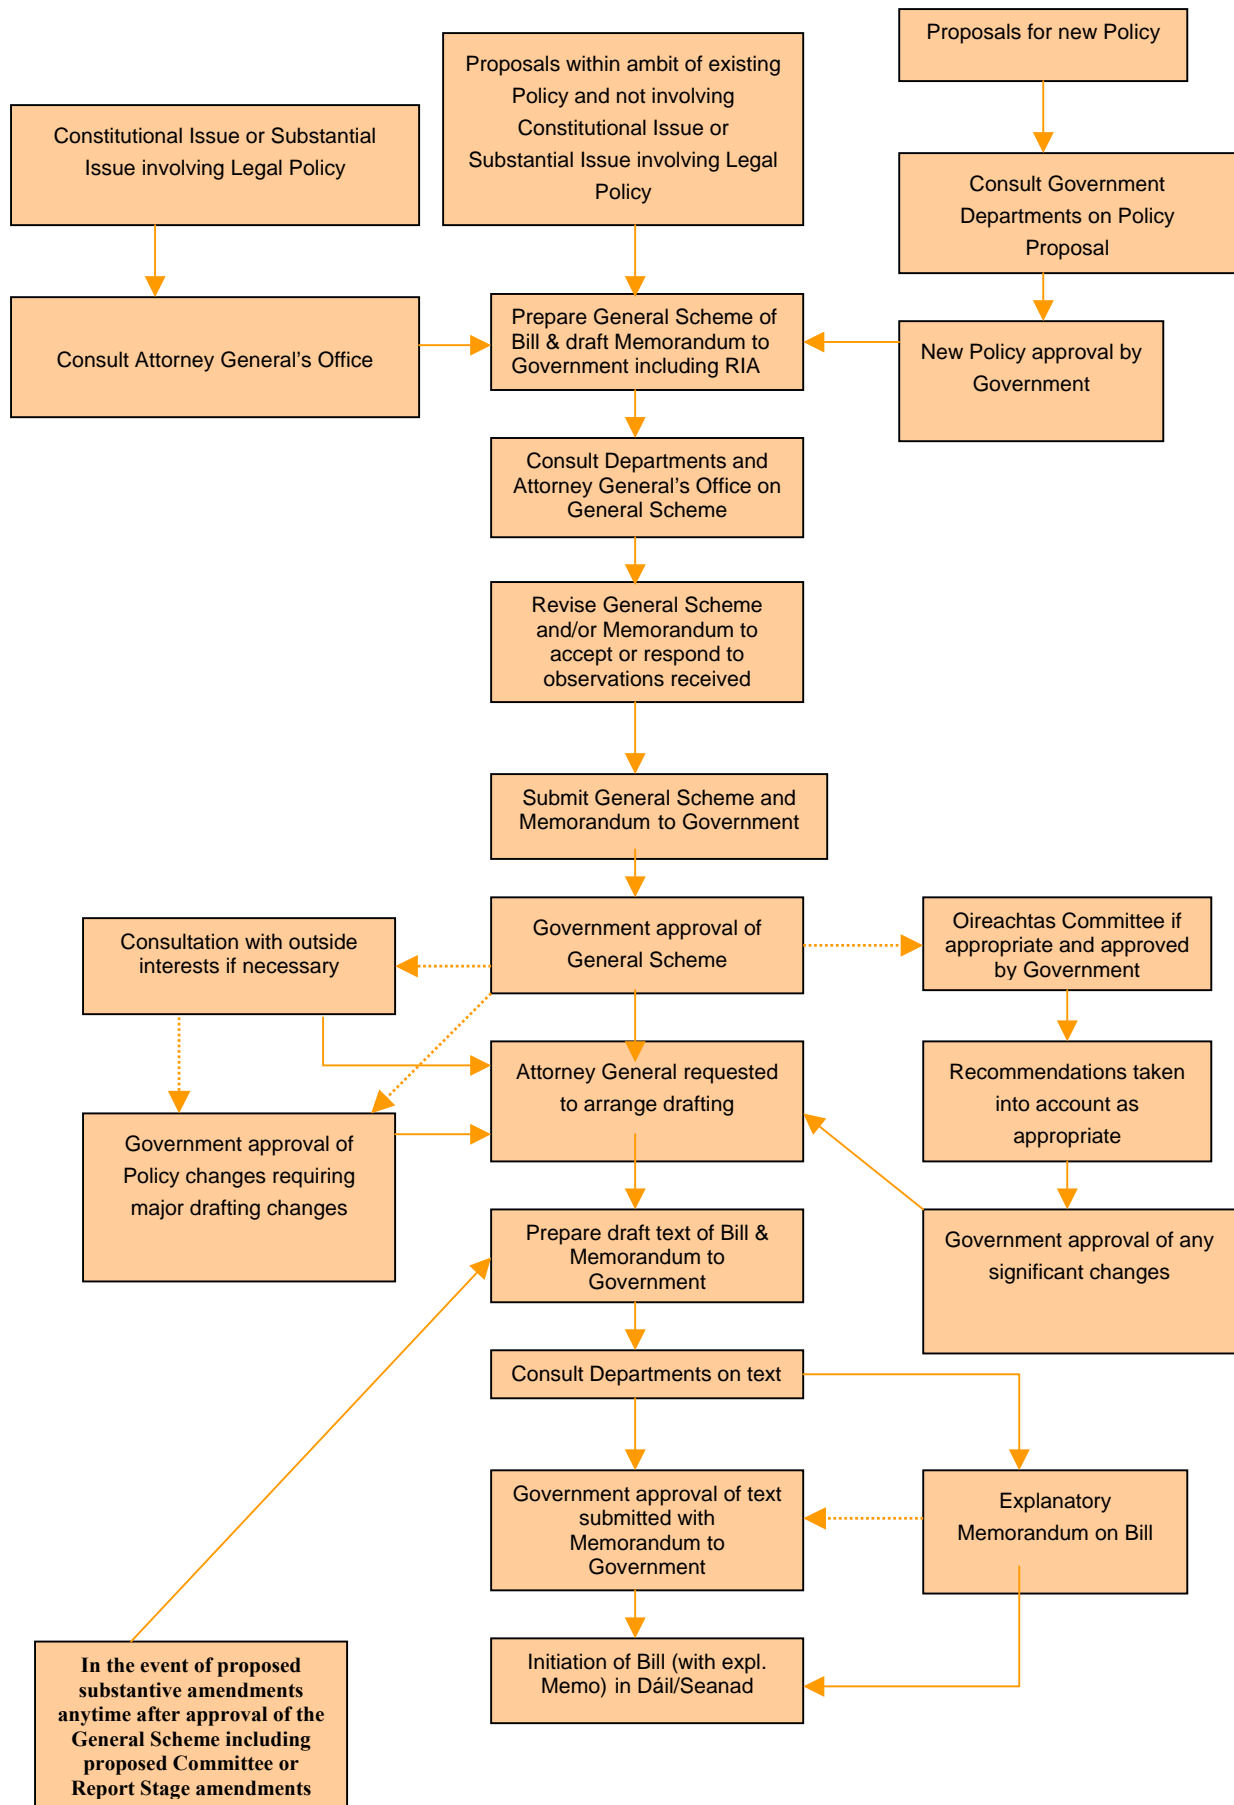 Proposals for new Policy
Proposals within ambit of existing
Policy and not involving
Constitutional Issue or
Substantial Issue involving Legal
Policy
Constitutional Issue or Substantial
Issue involving Legal Policy
Consult Government
Departments on Policy
Proposal
Consult Attorney General’s Office
Prepare General Scheme of
Bill & draft Memorandum to
Government including RIA
New Policy approval by
Government
Consult Departments and
Attorney General’s Office on
General Scheme
Revise General Scheme
and/or Memorandum to
accept or respond to
observations received
Submit General Scheme and
Memorandum to Government
Consultation with outside
interests if necessary
Government approval of
General Scheme
Oireachtas Committee if
appropriate and approved
by Government
Attorney General requested
to arrange drafting
Recommendations taken
into account as
appropriate
Government approval of
Policy changes requiring
major drafting changes
Prepare draft text of Bill &
Memorandum to
Government
Government approval of any
significant changes
Consult Departments on text
Government approval of text
submitted with
Memorandum to
Government
Explanatory
Memorandum on Bill
Initiation of Bill (with expl.
Memo) in Dáil/Seanad
In the event of proposed
substantive amendments
anytime after approval of the
General Scheme including
proposed Committee or
Report Stage amendments